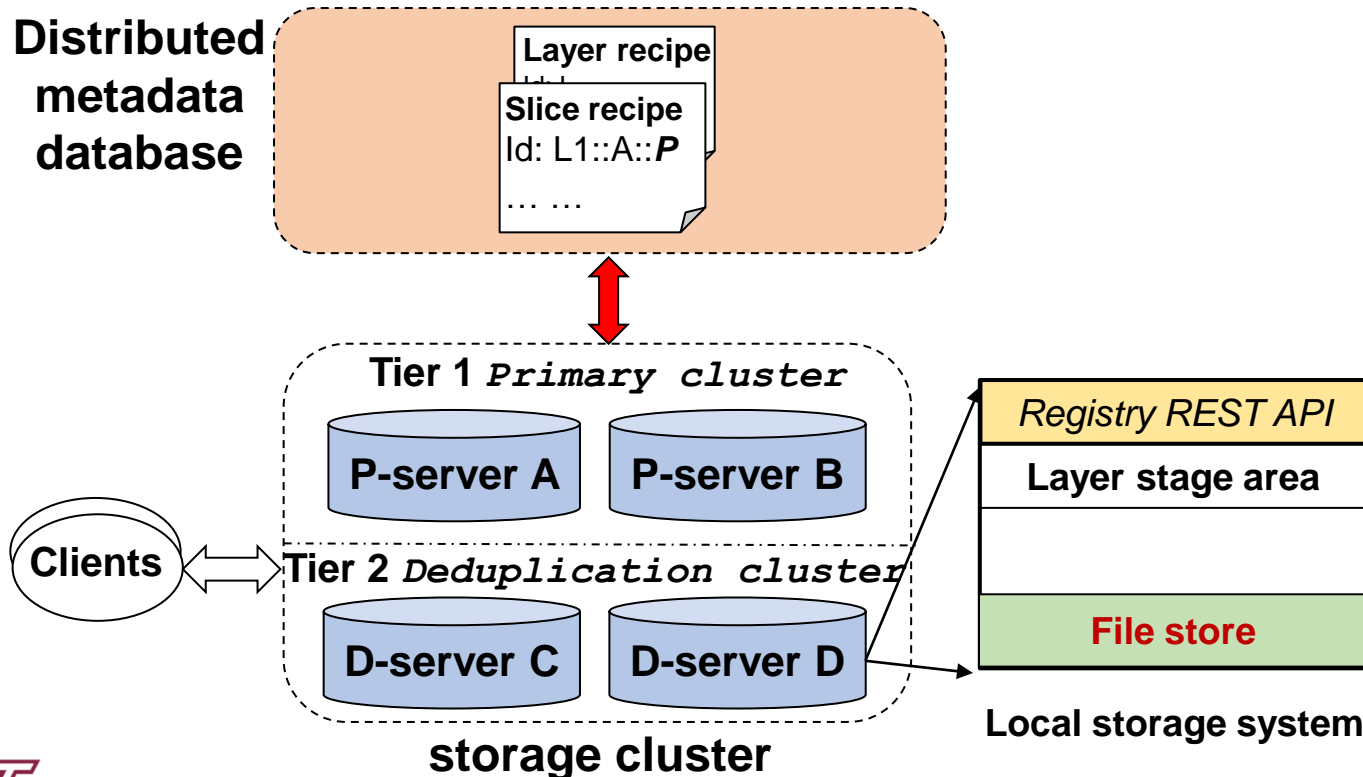 Distributed
metadata
database
Layer recipe
Slice recipe
Id: L1::A::P
... ...
Tier 1 Primary cluster
P-server A
P-server B
Clients
Tier 2 Deduplication cluster
D-server C
D-server D
storage cluster
Registry REST API
Layer stage area
File store
Local storage system